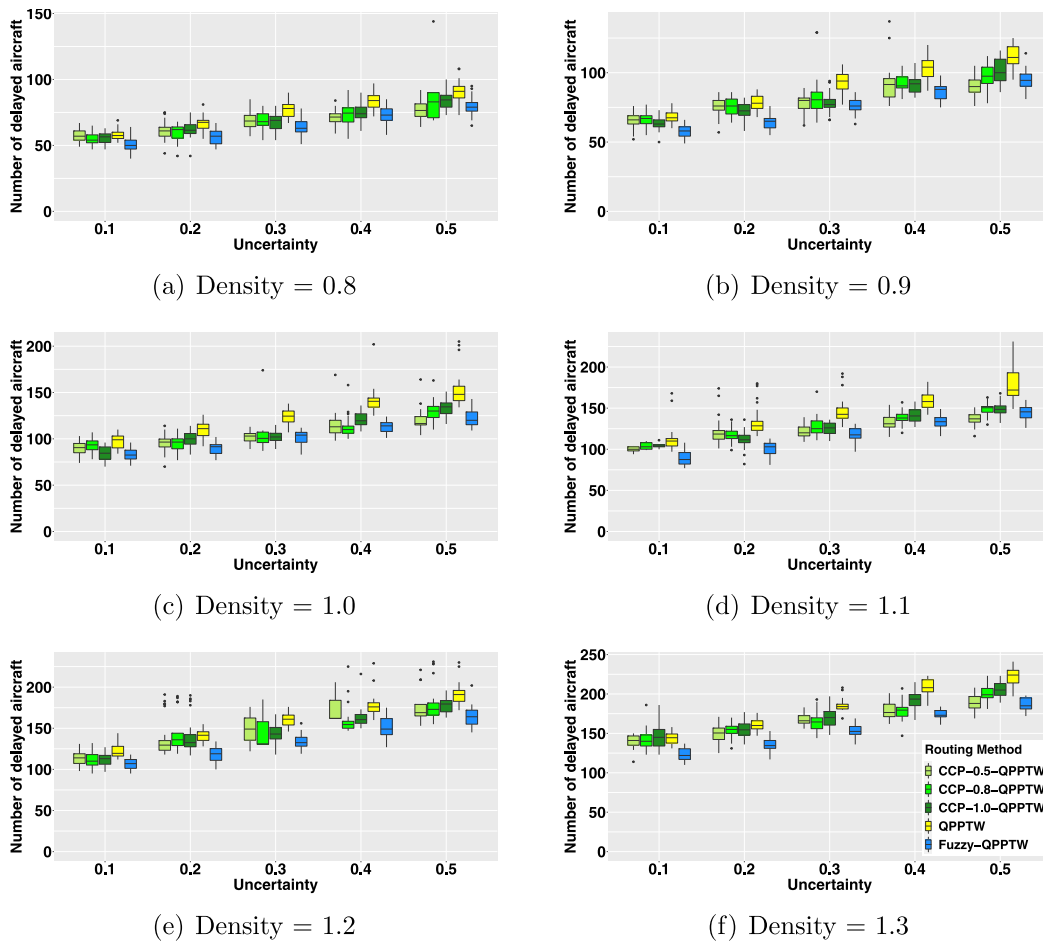 Number of delayed aircraft
150
100
50
0
0.1 0.2 0.3 0.4 0.5
Uncertainty
(a) Density = 0.8
Number of delayed aircraft
100
50
0
0.1 0.2 0.3 0.4 0.5
Uncertainty
(b) Density = 0.9
Number of delayed aircraft
200
150
100
50
0
0.1 0.2 0.3 0.4 0.5
Uncertainty
(c) Density = 1.0
Number of delayed aircraft
200
150
100
50
0
0.1 0.2 0.3 0.4 0.5
Uncertainty
(d) Density = 1.1
Number of delayed aircraft
200
150
100
50
0
0.1 0.2 0.3 0.4 0.5
Uncertainty
(e) Density = 1.2
Number of delayed aircraft
250
200
150
100
50
0
0.1 0.2 0.3 0.4 0.5
Uncertainty
Routing Method
CCP−0.5−QPPTW
CCP−0.8−QPPTW
CCP−1.0−QPPTW
QPPTW
Fuzzy−QPPTW
(f) Density = 1.3